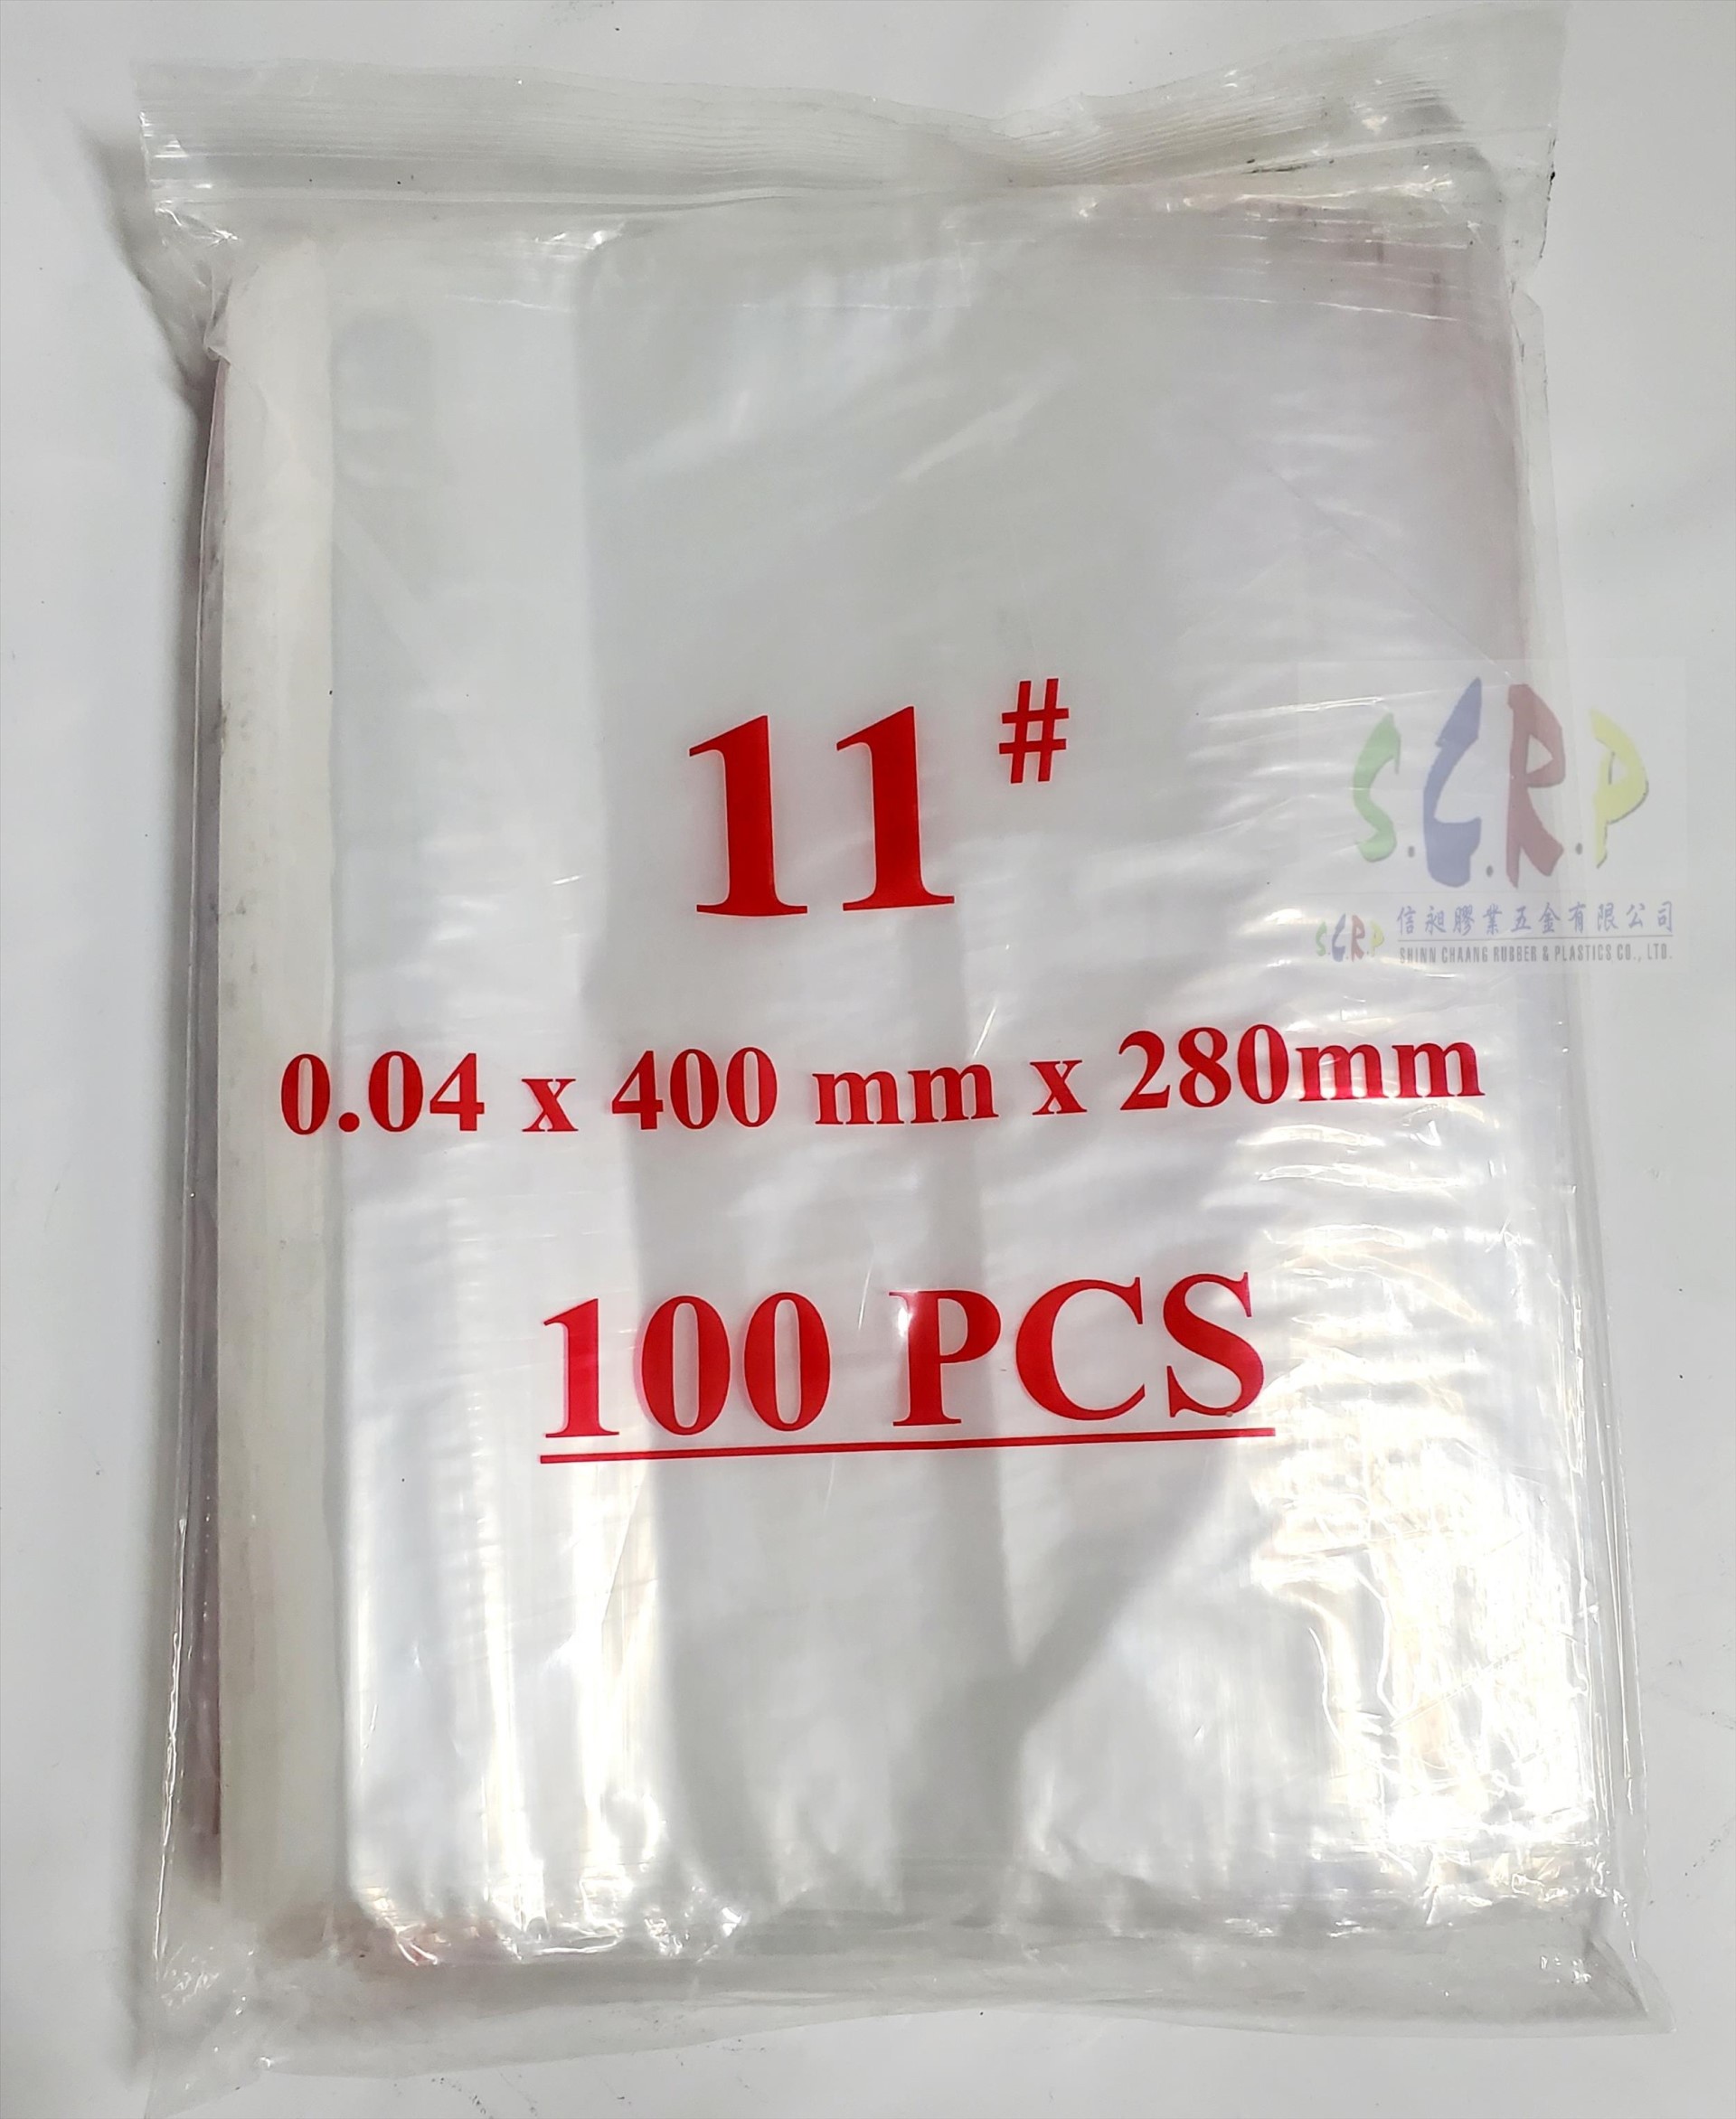 11#
S.C.R.P
S.C.R.P 信昶膠業五金有限公司
SHINN CHAANG RUBBER & PLASTICS CO., LTD.
0.04 x 400 mm x 280mm
100 PCS